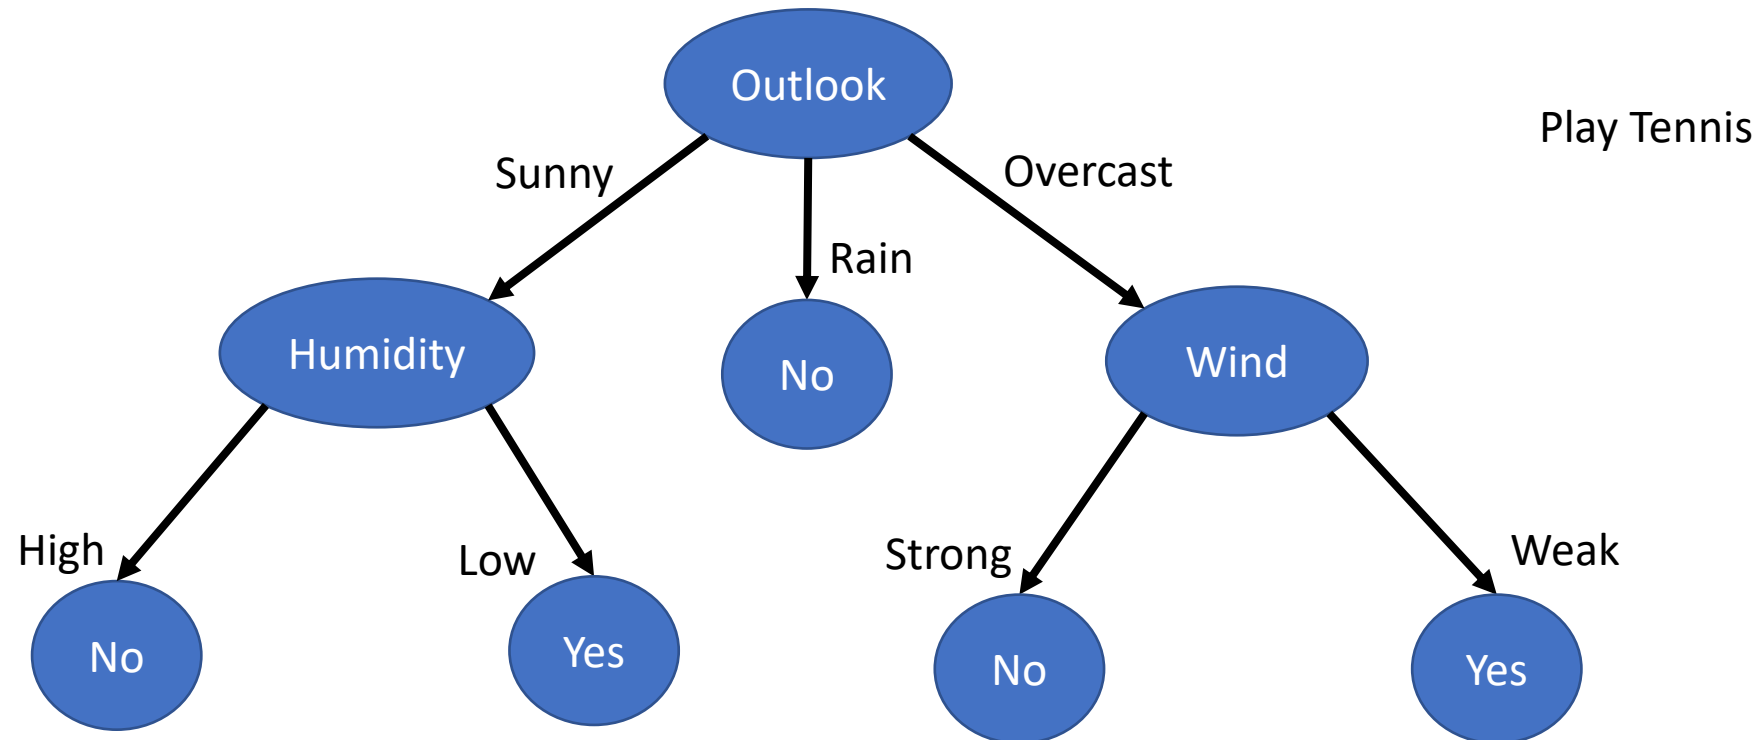 Outlook
Play Tennis
Sunny
Overcast
Rain
Humidity
No
Wind
High
Low
Strong
Weak
No
Yes
No
Yes